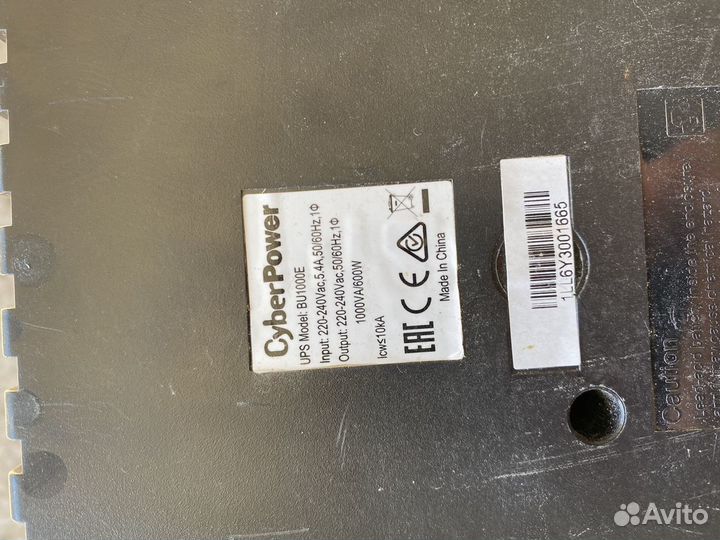 CyberPower
UPS Model: BU1000E
Input: 220-240Vac,5.4A,50/60Hz,1Φ
Output: 220-240Vac,50/60Hz,1Φ
1000VA/600W
Icw≤10kA
EAC CE
Made In China
1LL6Y3001665
Caution
Avito